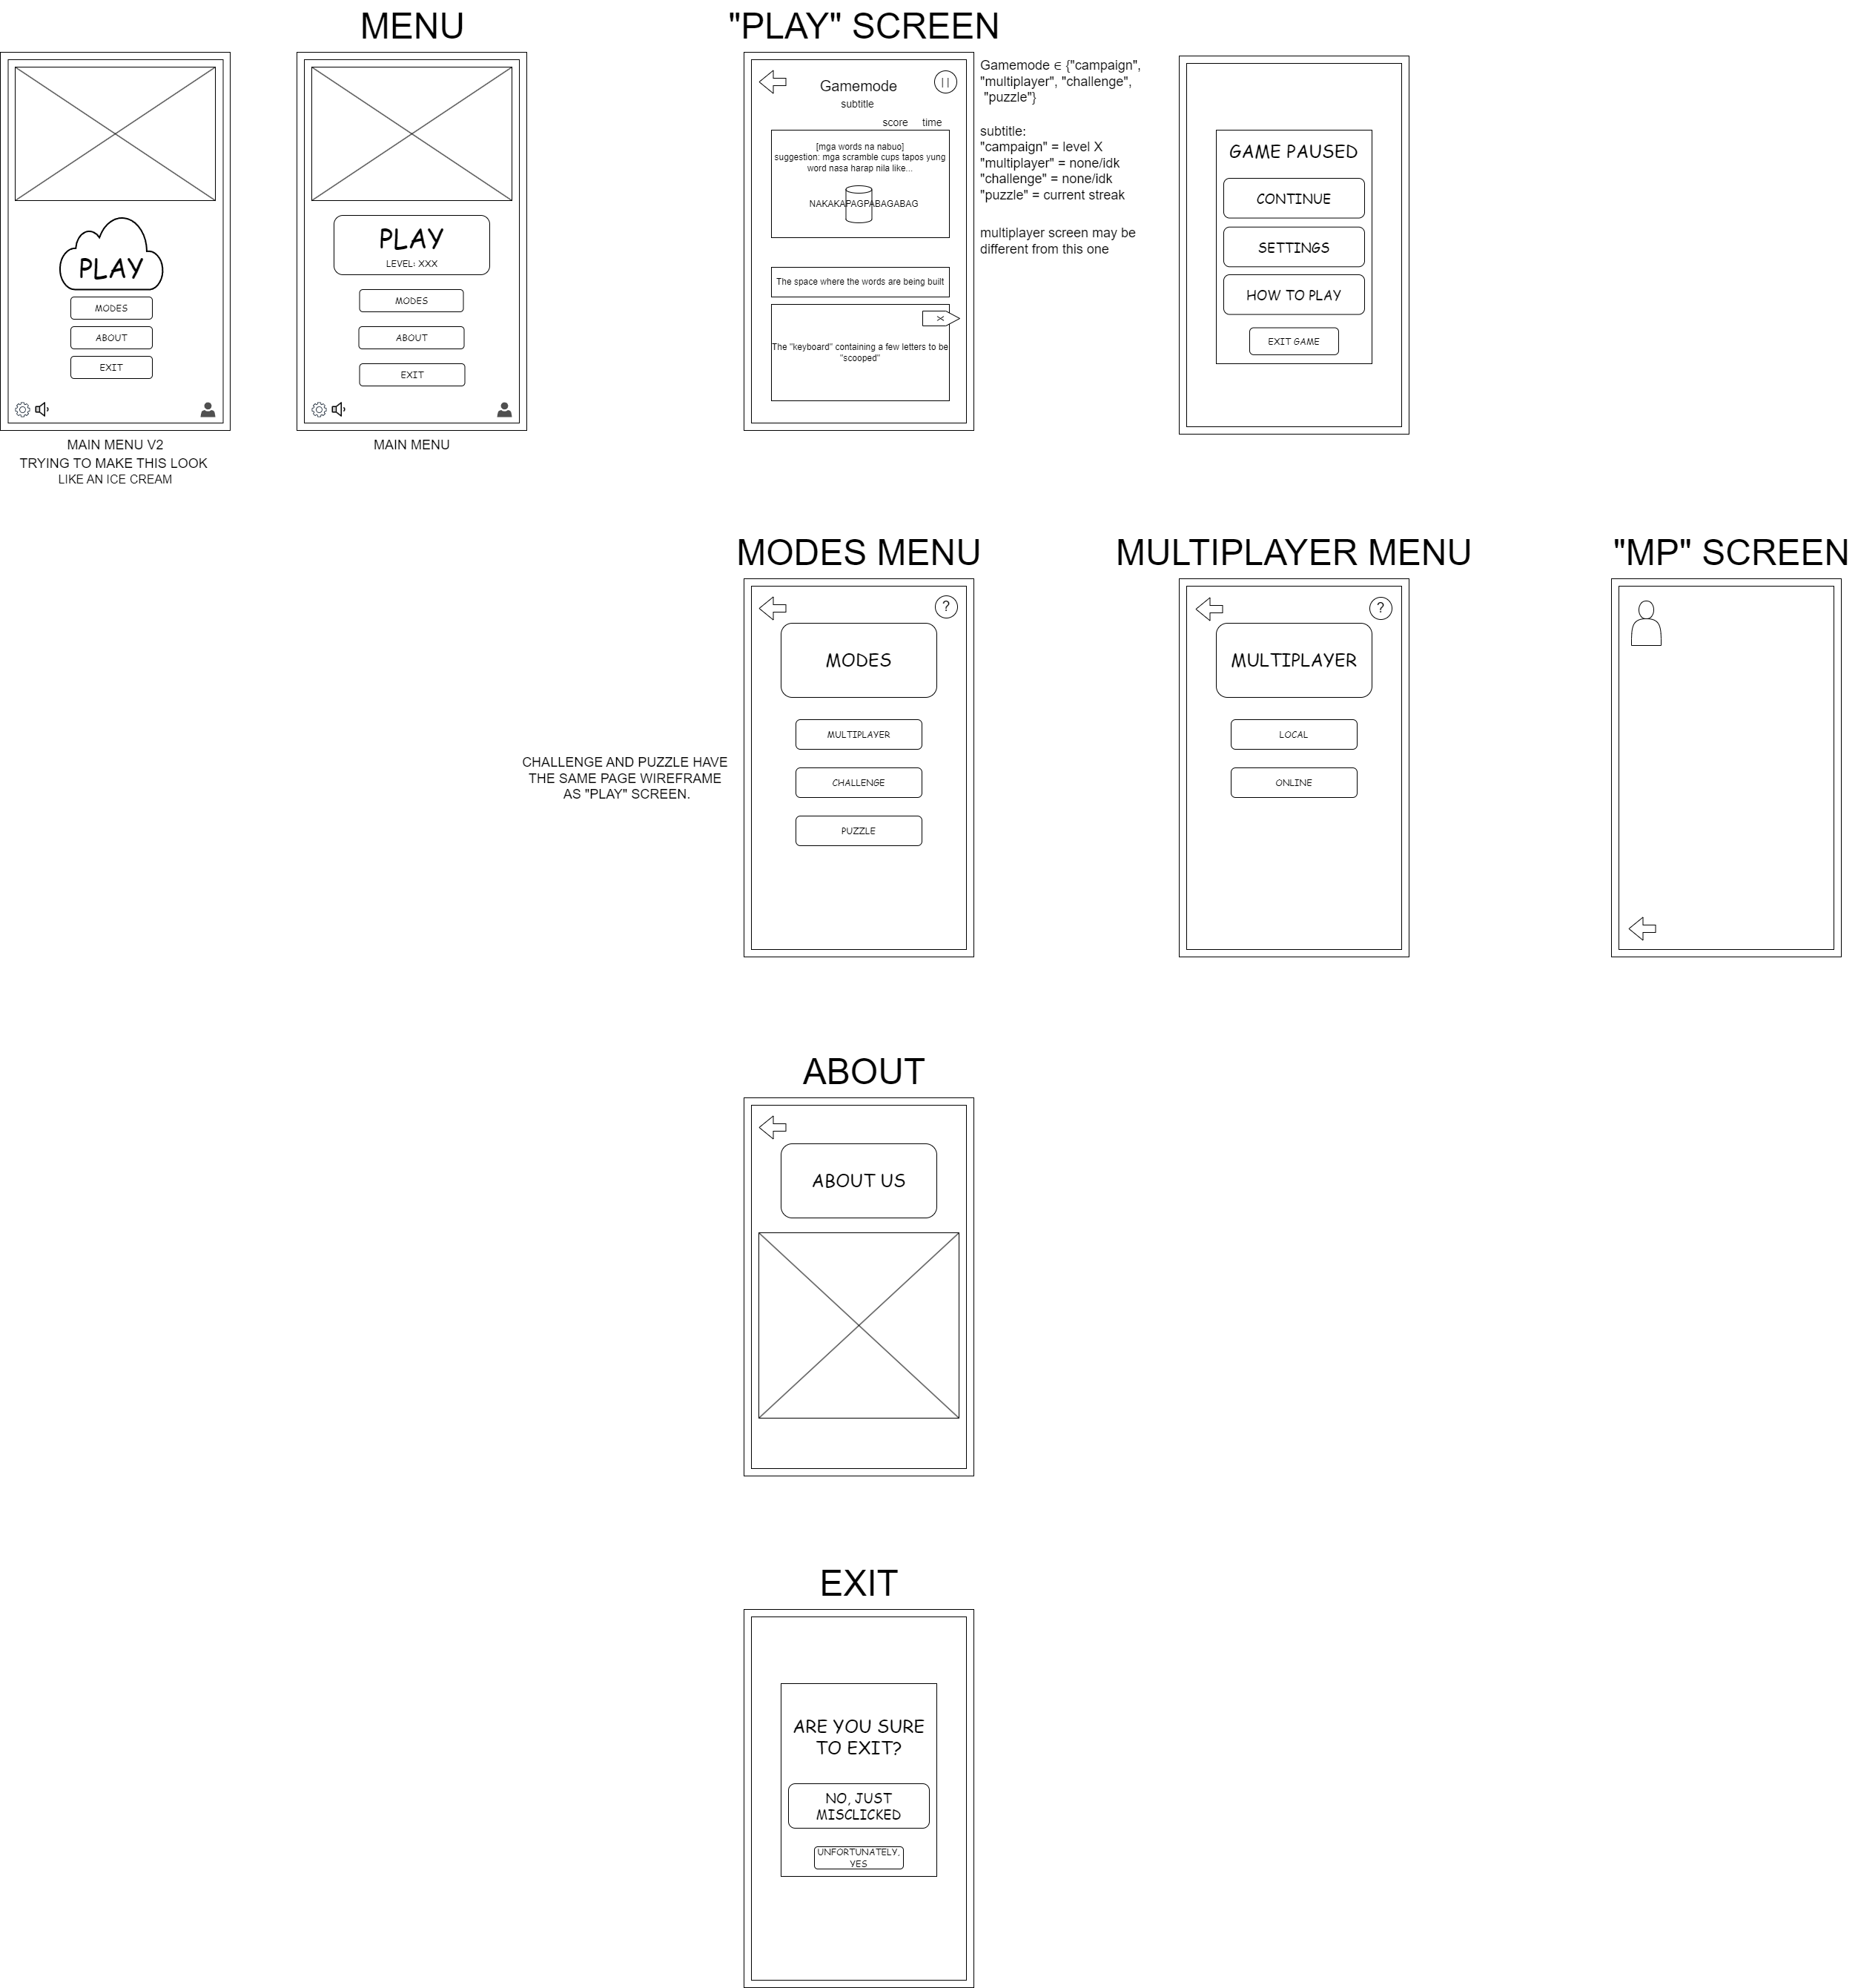 MENU
"PLAY" SCREEN
PLAY
MODES
ABOUT
EXIT
MAIN MENU V2
TRYING TO MAKE THIS LOOK
LIKE AN ICE CREAM
PLAY
LEVEL: XXX
MODES
ABOUT
EXIT
MAIN MENU
Gamemode
subtitle
score time
[mga words na nabuo]
suggestion: mga scramble cups tapos yung
word nasa harap nila like...
NAKAKAPAGPABAGABAG
The space where the words are being built
X
The "keyboard" containing a few letters to be
"scooped"
Gamemode ∈ {"campaign",
"multiplayer", "challenge",
"puzzle"}
subtitle:
"campaign" = level X
"multiplayer" = none/idk
"challenge" = none/idk
"puzzle" = current streak
multiplayer screen may be
different from this one
GAME PAUSED
CONTINUE
SETTINGS
HOW TO PLAY
EXIT GAME
MODES MENU
MULTIPLAYER MENU
"MP" SCREEN
CHALLENGE AND PUZZLE HAVE
THE SAME PAGE WIREFRAME
AS "PLAY" SCREEN.
?
MODES
MULTIPLAYER
CHALLENGE
PUZZLE
?
MULTIPLAYER
LOCAL
ONLINE
ABOUT
ABOUT US
EXIT
ARE YOU SURE
TO EXIT?
NO, JUST
MISCLICKED
UNFORTUNATELY,
YES